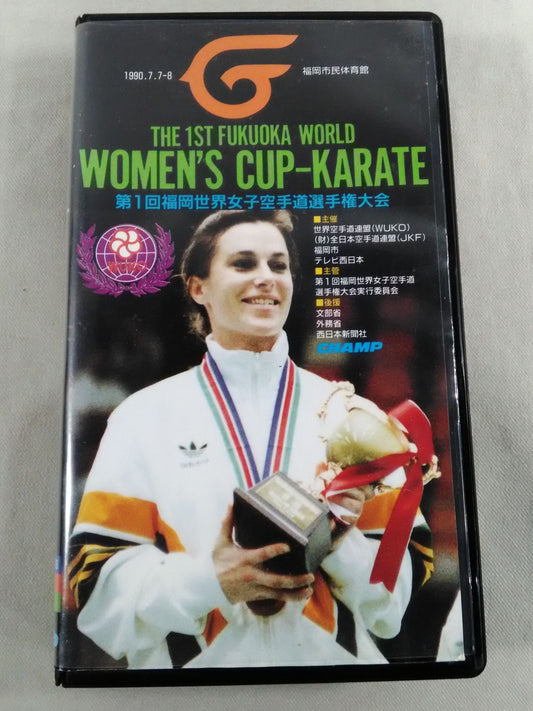 1990.7.7-8
福岡市民体育館
THE 1ST FUKUOKA WORLD
WOMEN'S CUP-KARATE
第1回福岡世界女子空手道選手権大会
■主催
世界空手道連盟(WUKO)
(財)全日本空手道連盟(JKF)
福岡市
テレビ西日本
■主管
第1回福岡世界女子空手道
選手権大会実行委員会
■後援
文部省
外務省
西日本新聞社
CHAMP
WUKO
adidas